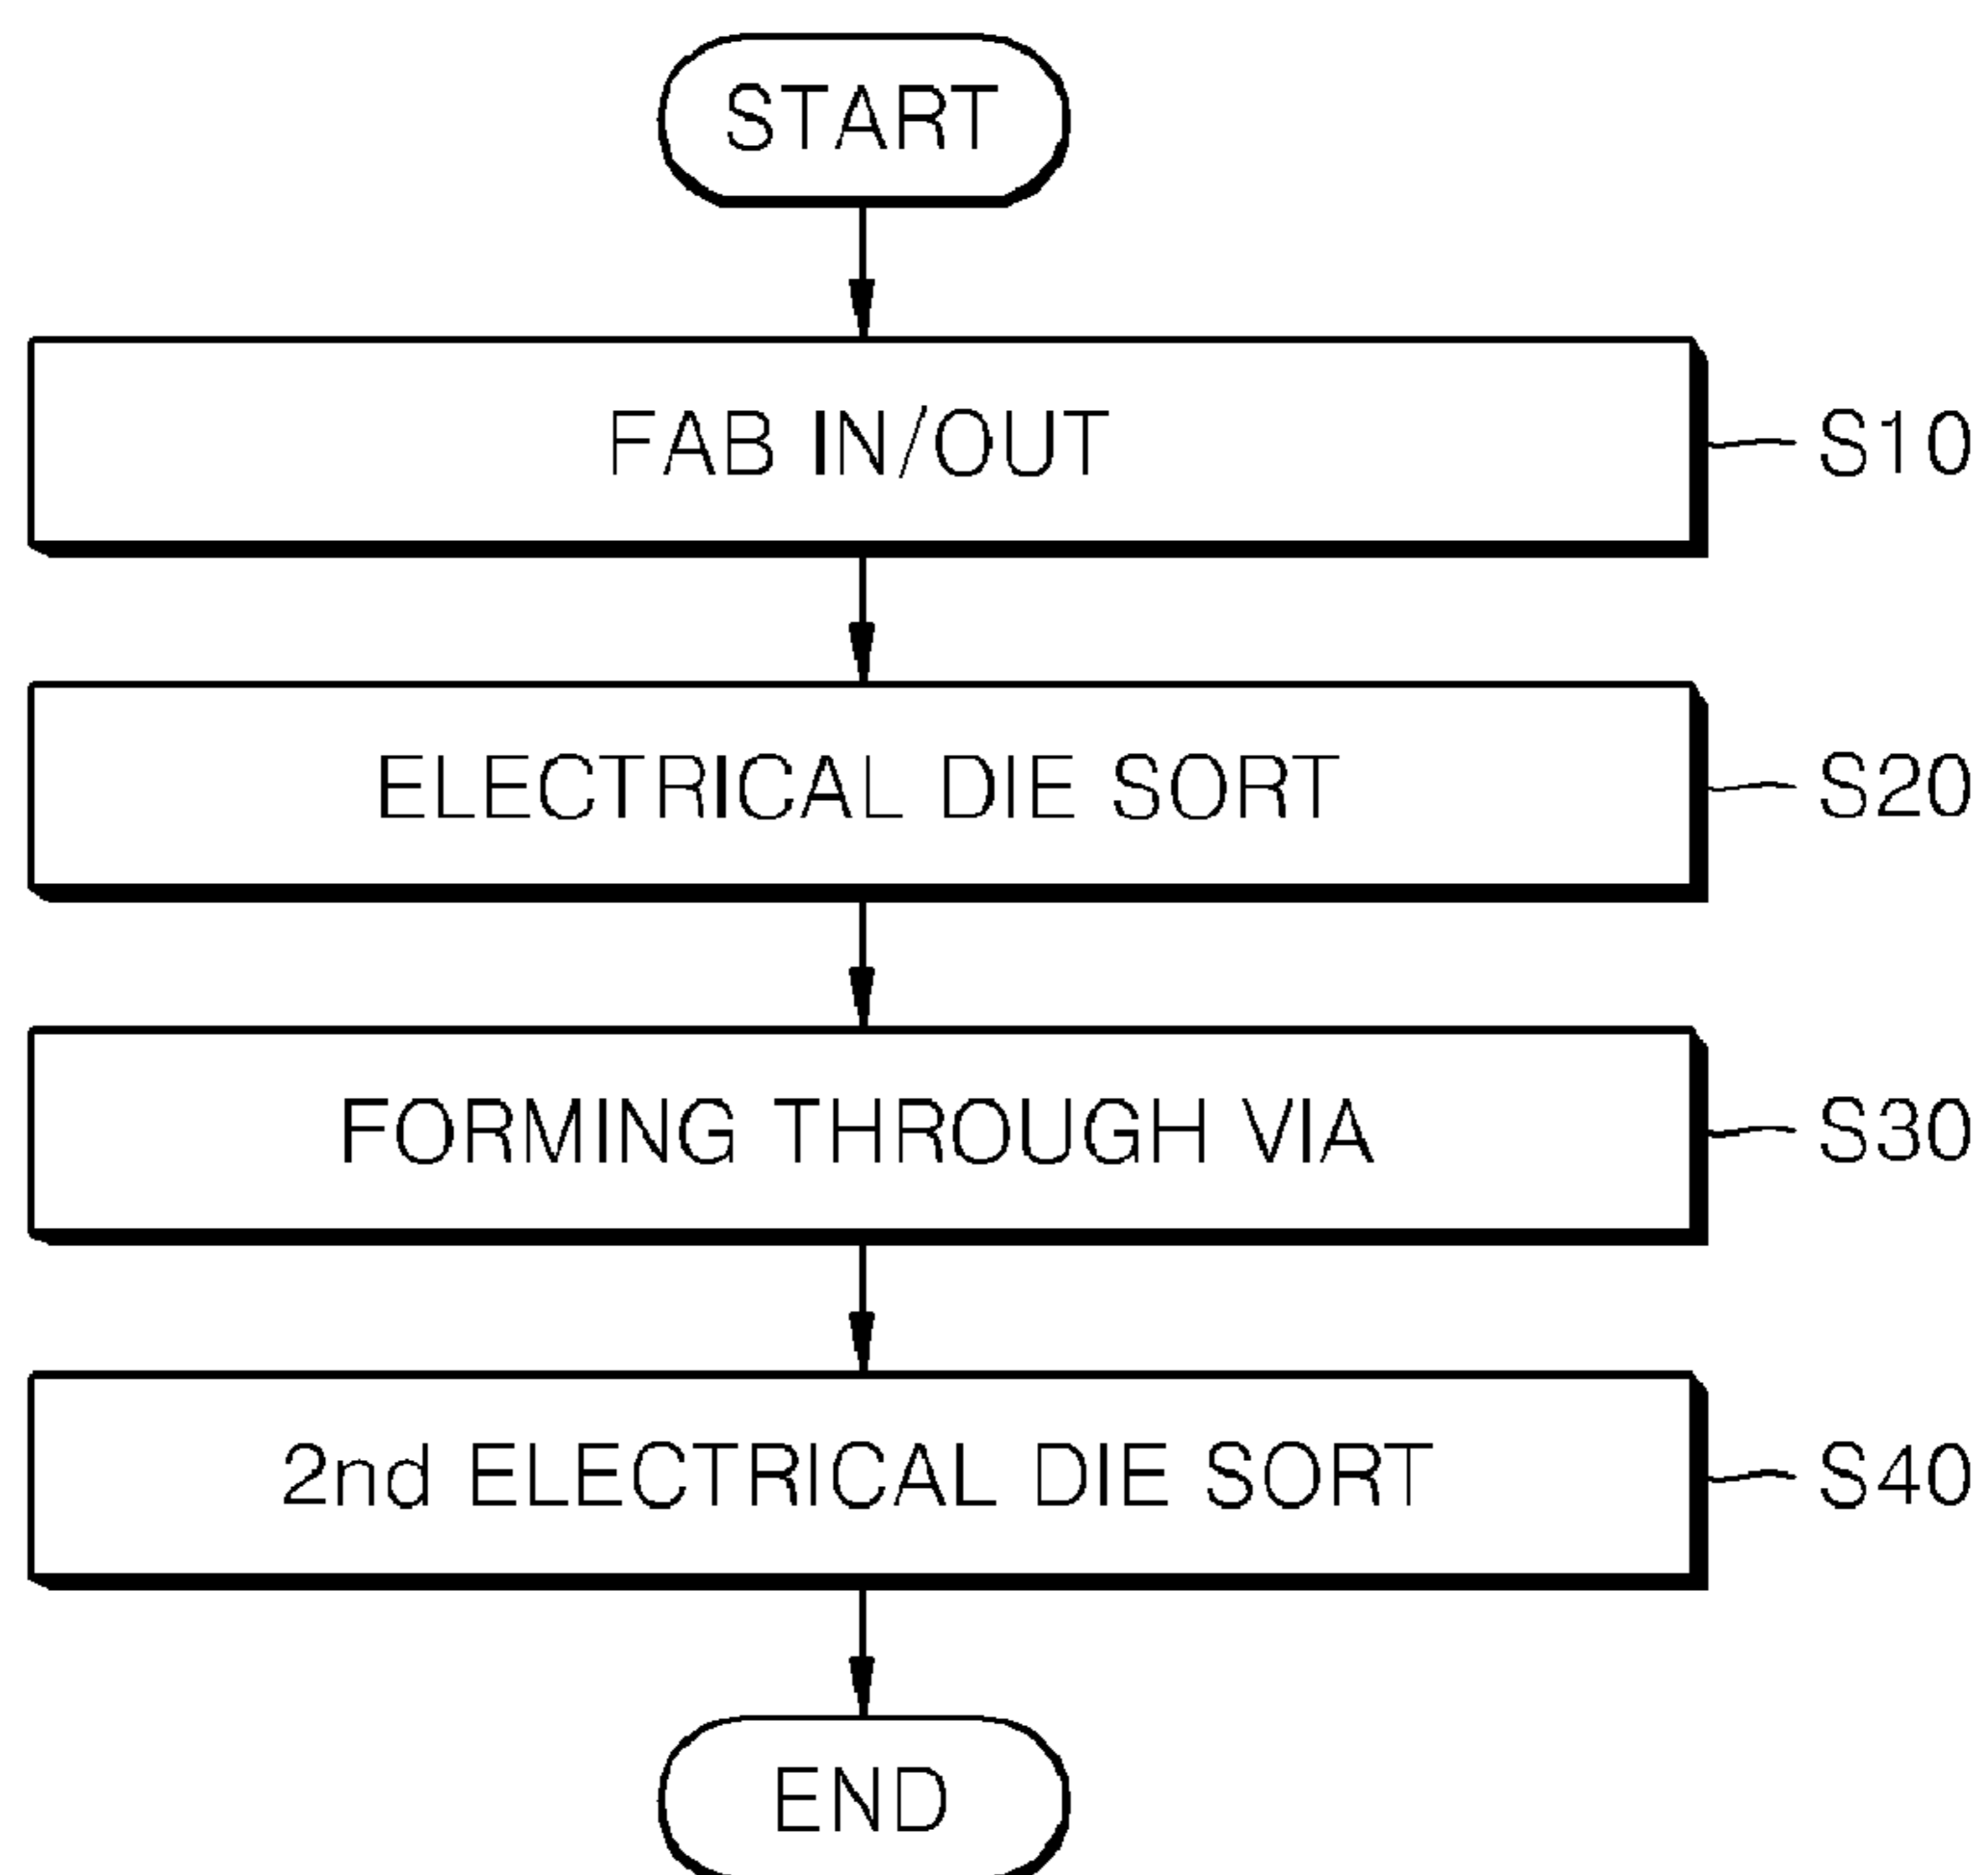 START
FAB IN/OUT
S10
ELECTRICAL DIE SORT
S20
FORMING THROUGH VIA
S30
2nd ELECTRICAL DIE SORT
S40
END